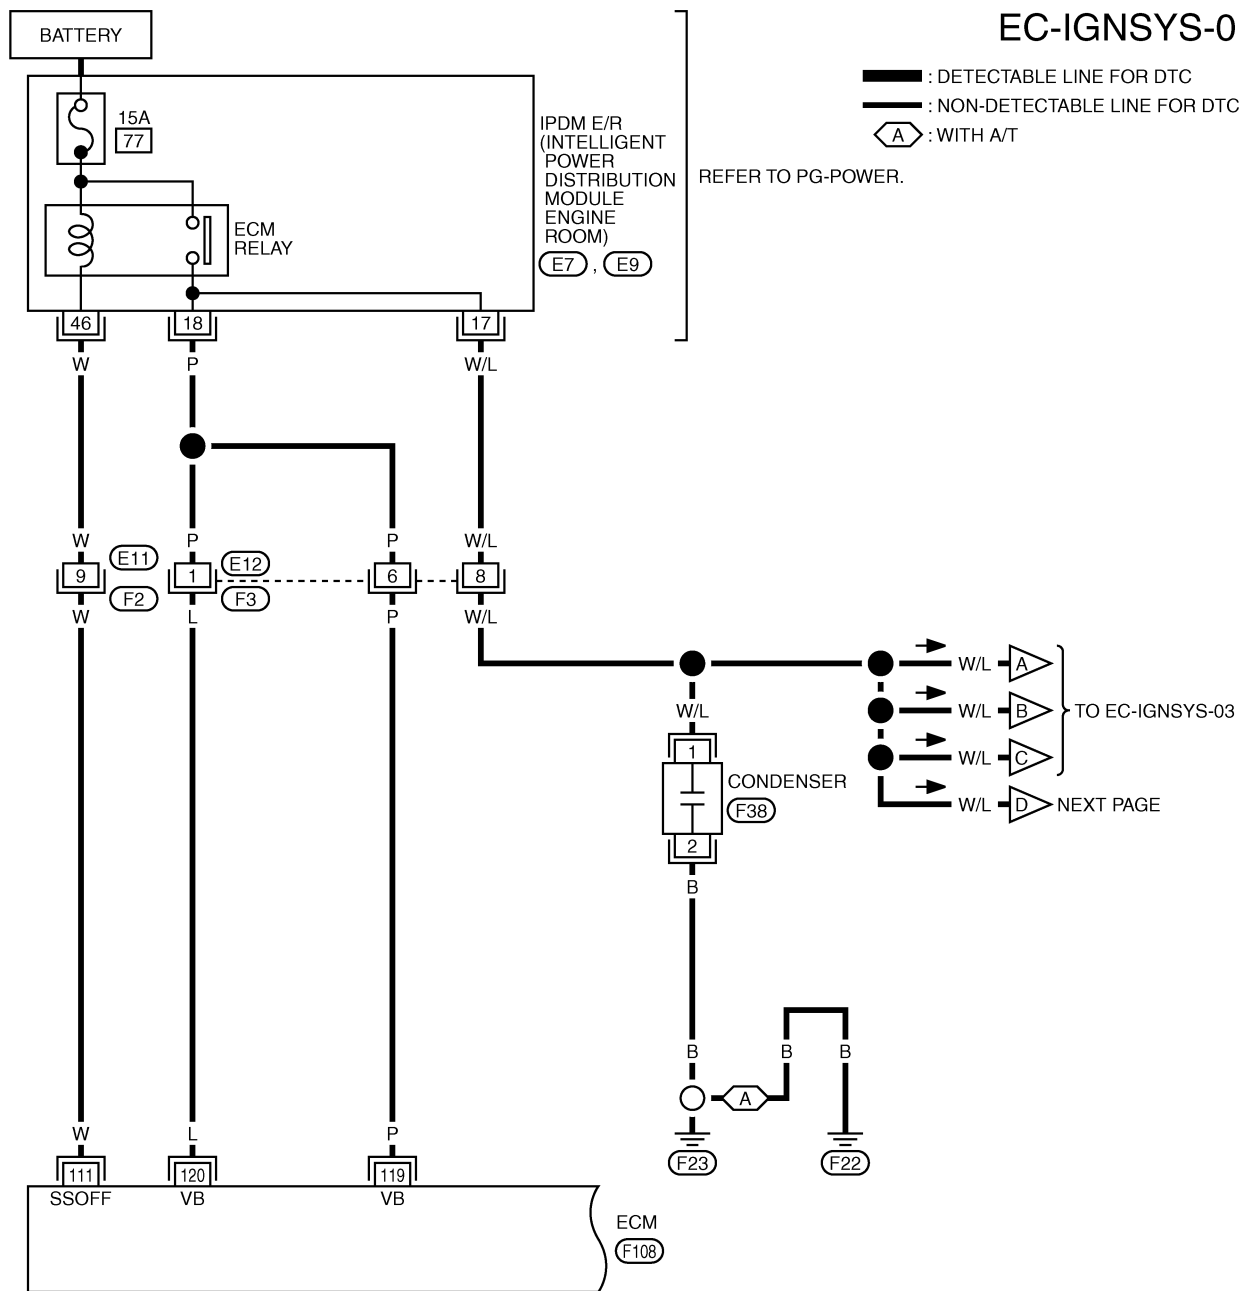 EC-IGNSYS-0
BATTERY
: DETECTABLE LINE FOR DTC
: NON-DETECTABLE LINE FOR DTC
A : WITH A/T
15A
77
IPDM E/R
(INTELLIGENT
POWER
DISTRIBUTION
MODULE
ENGINE
ROOM)
E7 , E9
REFER TO PG-POWER.
ECM
RELAY
46 18 17
W P W/L
W P P W/L
E11 E12
9 1 6 8
F2 F3
W L P W/L
W/L A
W/L B
W/L C
TO EC-IGNSYS-03
W/L D NEXT PAGE
W/L
1
CONDENSER
F38
2
B
B B B
A
F23 F22
W L P
111 120 119
SSOFF VB VB
ECM
F108